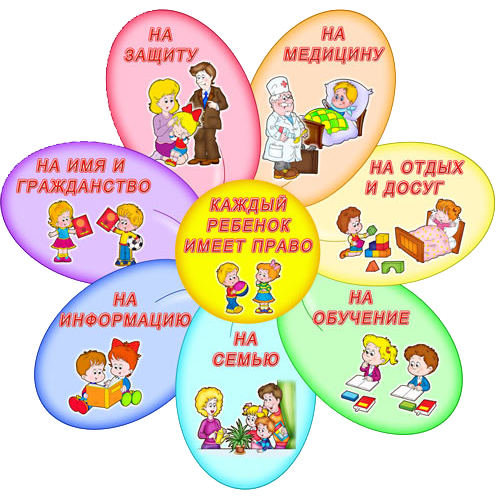 КАЖДЫЙ
РЕБЕНОК
ИМЕЕТ ПРАВО
НА
ЗАЩИТУ
НА
МЕДИЦИНУ
НА ОТДЫХ
И ДОСУГ
НА
ОБУЧЕНИЕ
НА
СЕМЬЮ
НА
ИНФОРМАЦИЮ
НА ИМЯ И
ГРАЖДАНСТВО